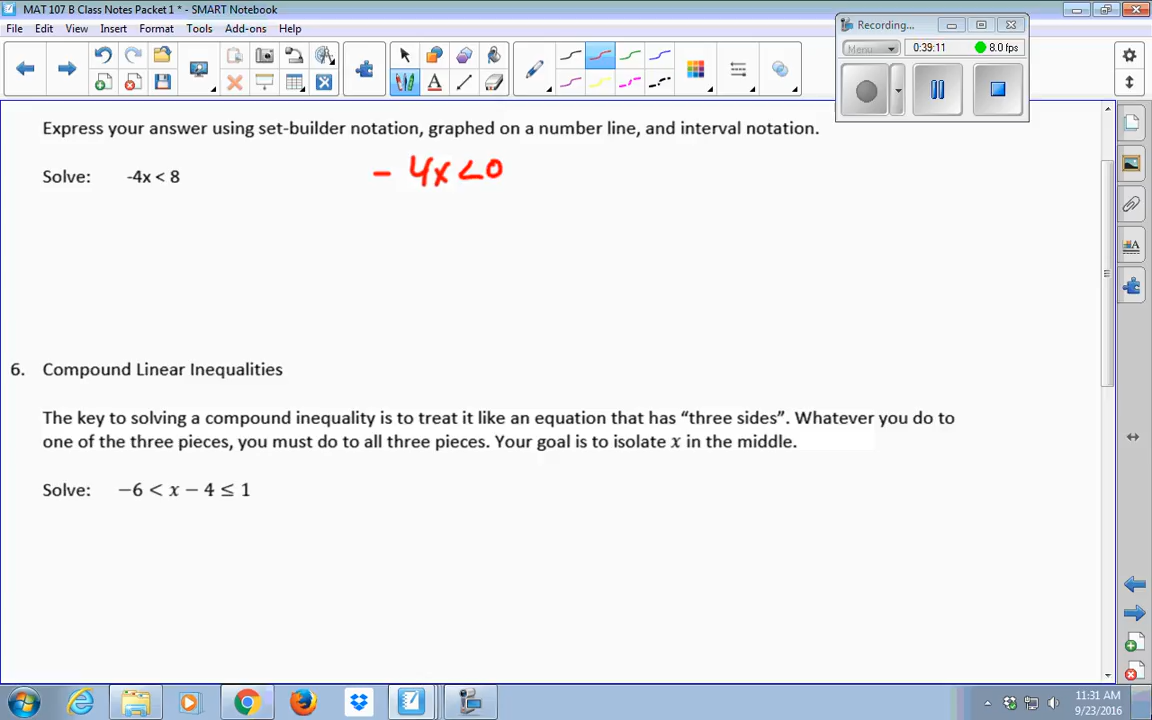 MAT 107 B Class Notes Packet 1 * - SMART Notebook
Recording...
File Edit View Insert Format Tools Add-ons Help
Menu 0:39:11 8.0 fps
Express your answer using set-builder notation, graphed on a number line, and interval notation.
Solve: -4x < 8 - 4x <0
6. Compound Linear Inequalities
The key to solving a compound inequality is to treat it like an equation that has “three sides”. Whatever you do to
one of the three pieces, you must do to all three pieces. Your goal is to isolate x in the middle.
Solve: −6 < x − 4 ≤ 1
11:31 AM
9/23/2016